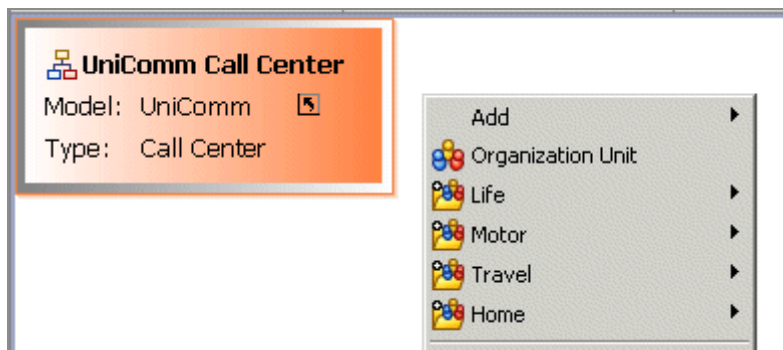 UniComm Call Center
Model: UniComm
Type: Call Center
Add
Organization Unit
Life
Motor
Travel
Home